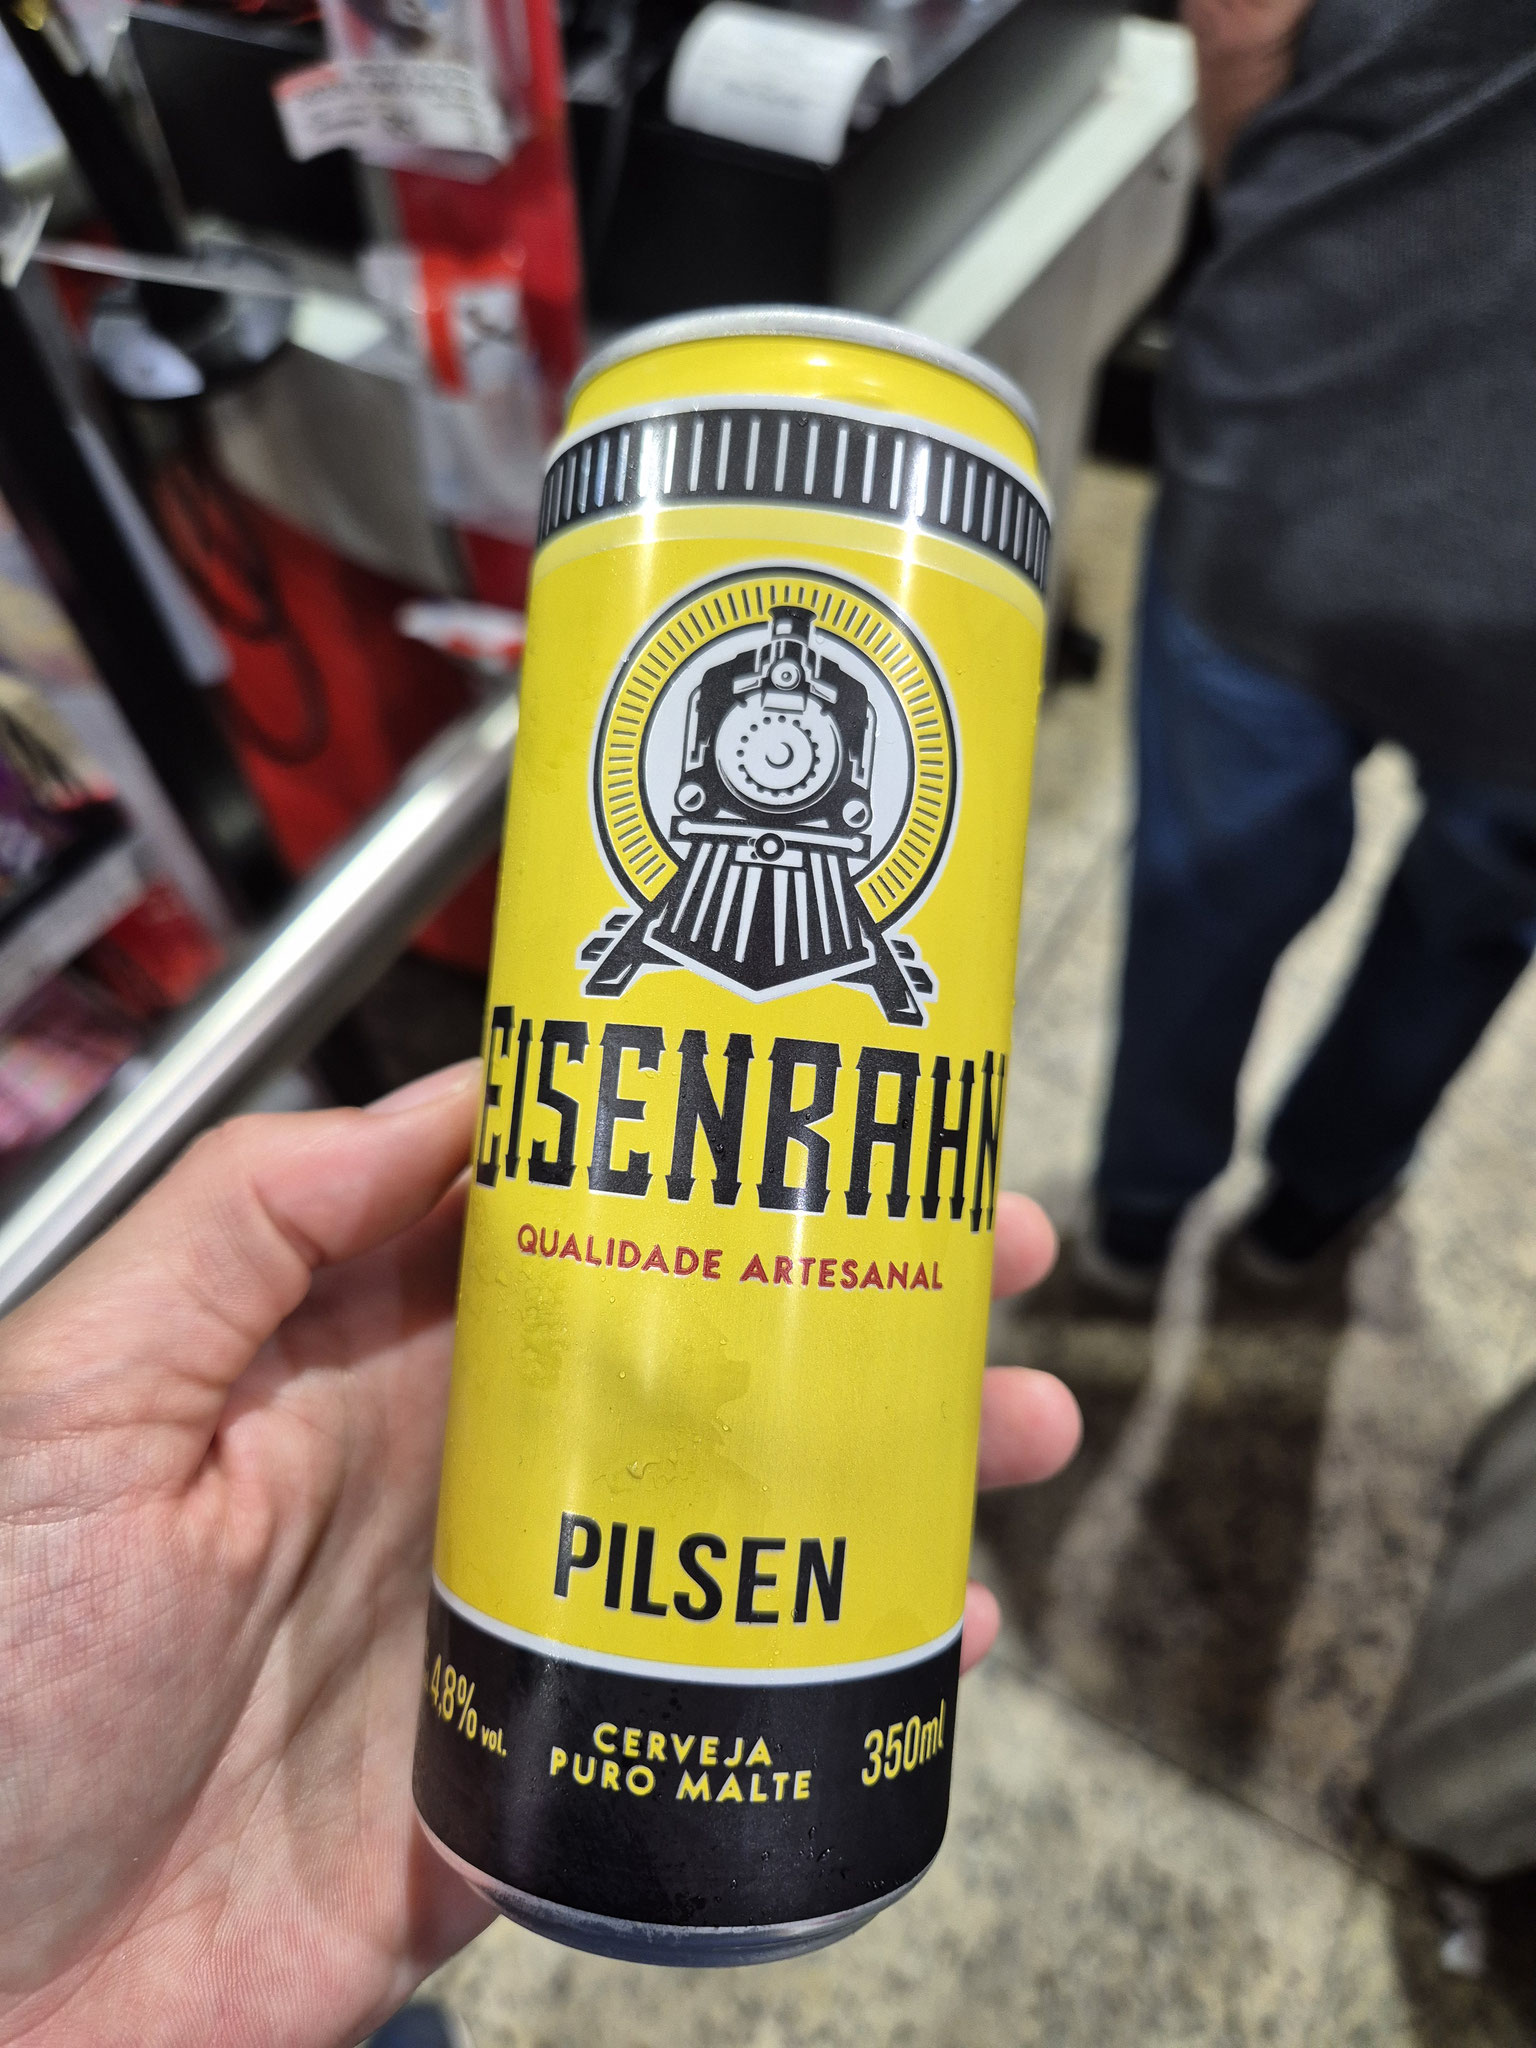 EISENBAHN
QUALIDADE ARTESANAL
PILSEN
4,8% vol.
CERVEJA
PURO MALTE
350ml